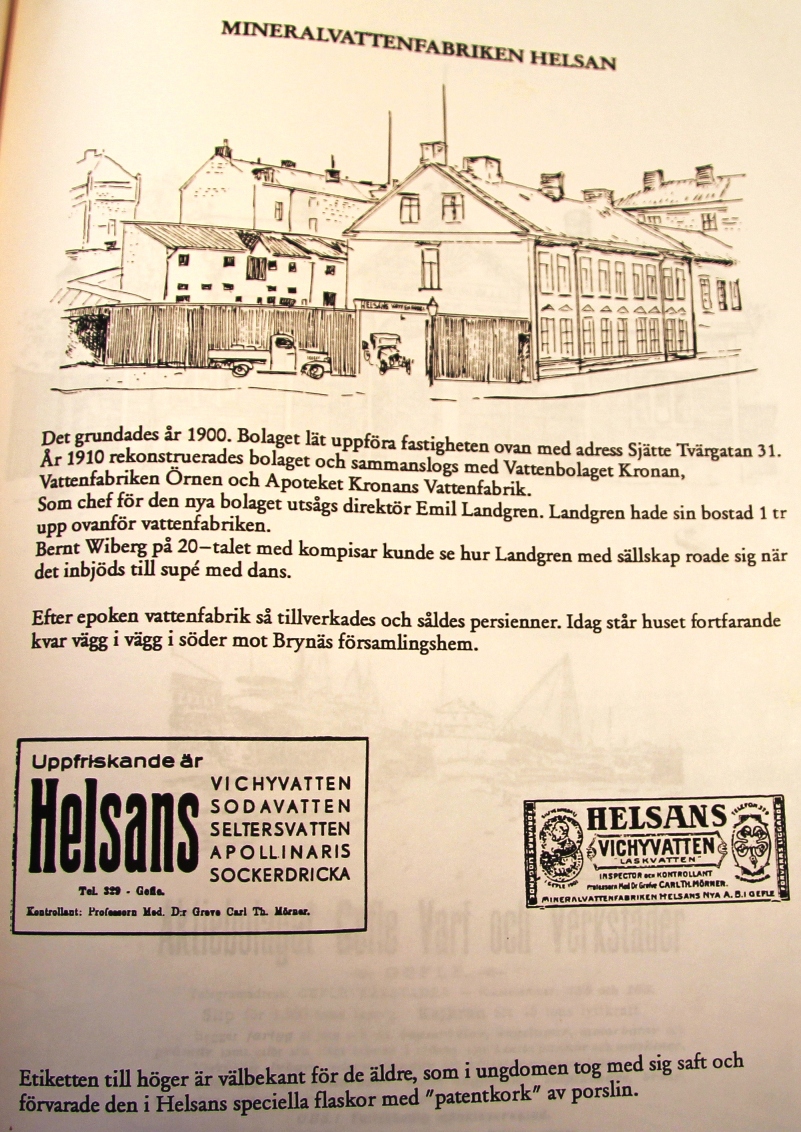 MINERALVATTENFABRIKEN HELSAN
Det grundades år 1900. Bolaget lät uppföra fastigheten ovan med adress Sjätte Tvärgatan 31.
År 1910 rekonstruerades bolaget och sammanslogs med Vattenbolaget Kronan,
Vattenfabriken Örnen och Apoteket Kronans Vattenfabrik.
Som chef för den nya bolaget utsågs direktör Emil Landgren. Landgren hade sin bostad 1 tr
upp ovanför vattenfabriken.
Bernt Wiberg på 20-talet med kompisar kunde se hur Landgren med sällskap roade sig när
det inbjöds till supé med dans.
Efter epoken vattenfabrik så tillverkades och såldes persienner. Idag står huset fortfarande
kvar vägg i vägg i söder mot Brynäs församlingshem.
Uppfriskande är
Helsans
VICHYVATTEN
SODAVATTEN
SELTERSVATTEN
APOLLINARIS
SOCKERDRICKA
Tel. 329 - Gefle.
Kontrollant: Professorn Med. D:r Greve Carl Th. Mörner.
HELSANS
VICHYVATTEN
"LÄSKVATTEN"
INSPECTOR och KONTROLLANT
Professorn Med Dr Grefve CARL TH. MÖRNER.
MINERALVATTENFABRIKEN HELSANS NYA A.B. I GEFLE
Etiketten till höger är välbekant för de äldre, som i ungdomen tog med sig saft och
förvarade den i Helsans speciella flaskor med "patentkork" av porslin.